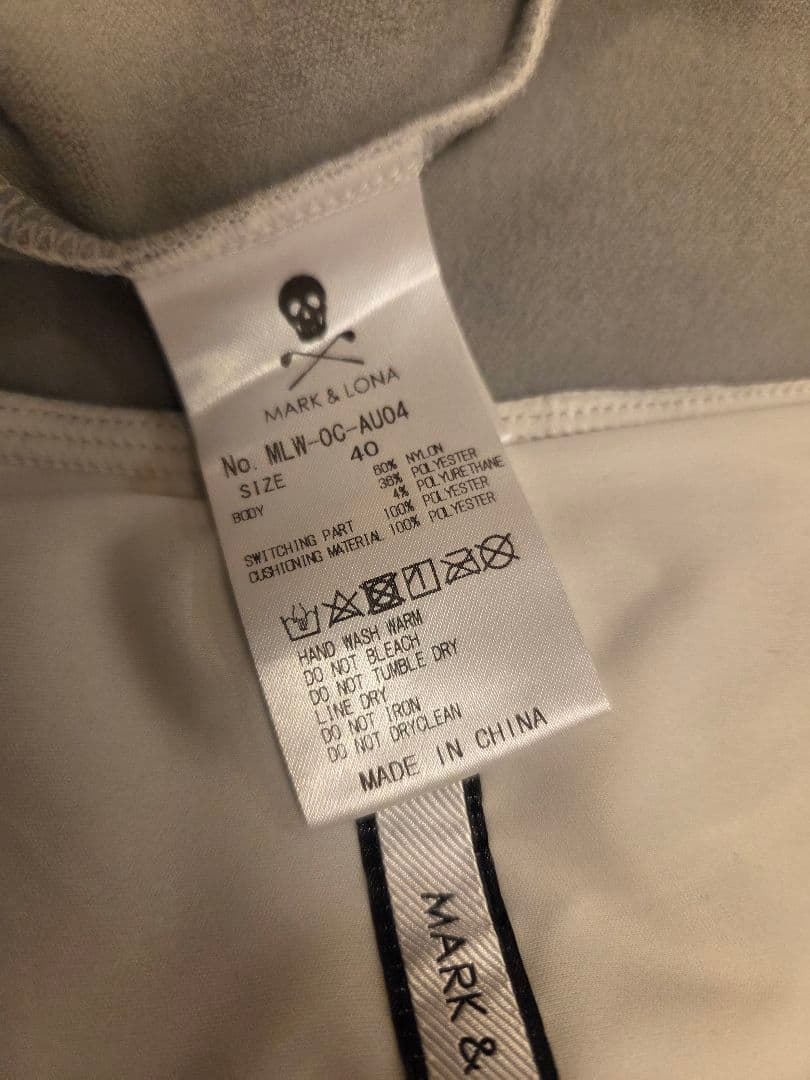 MARK & LONA
No. MLW-OC-AU04
SIZE 40
BODY 60% NYLON
36% POLYESTER
4% POLYURETHANE
SWITCHING PART 100% POLYESTER
CUSHIONING MATERIAL 100% POLYESTER
HAND WASH WARM
DO NOT BLEACH
DO NOT TUMBLE DRY
LINE DRY
DO NOT IRON
DO NOT DRYCLEAN
MADE IN CHINA
MARK &